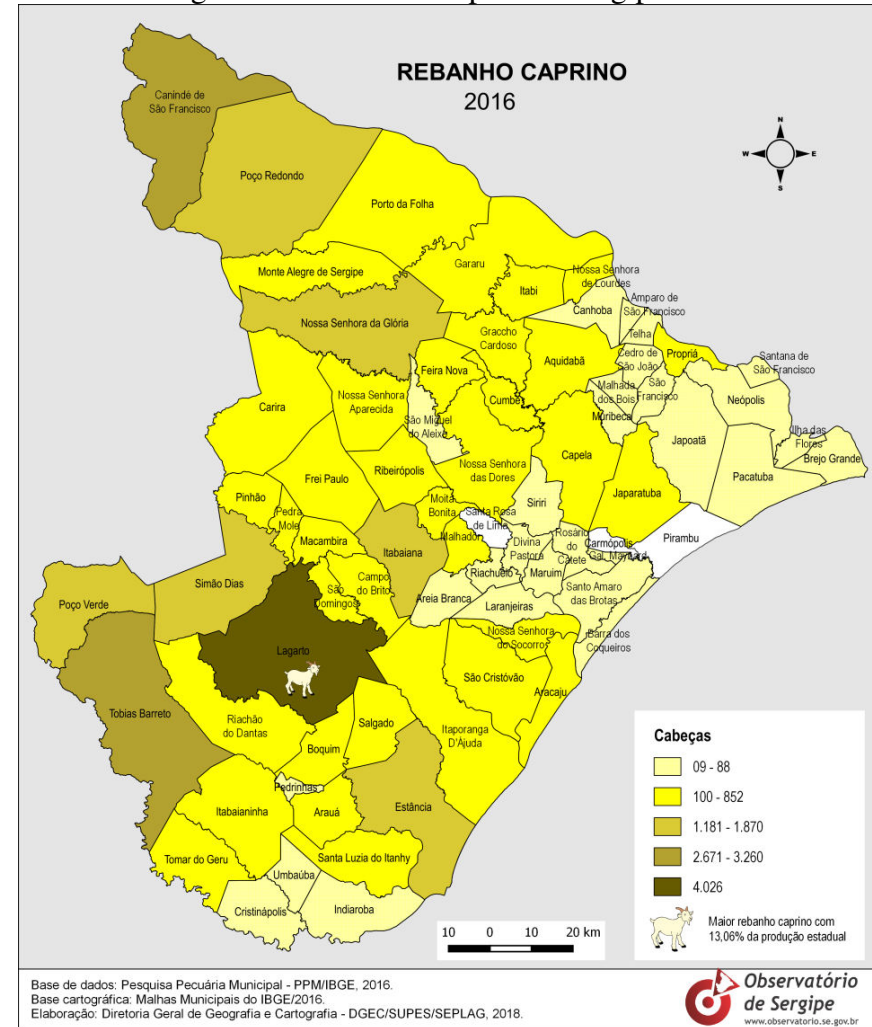 REBANHO CAPRINO
2016
N
W
E
S
Canindé de
São Francisco
Poço Redondo
Porto da Folha
Monte Alegre de Sergipe
Gararu
Nossa Senhora
de Lourdes
Itabi
Amparo de
São Francisco
Canhoba
Nossa Senhora da Glória
Graccho
Cardoso
Telha
Aquidabã
Cedro de
São João
Propriá
Santana de
São Francisco
Feira Nova
Nossa Senhora
Aparecida
Cumbe
Malhada
dos Bois
São
Francisco
Neópolis
Carira
São Miguel
do Aleixo
Muribeca
Ilha das
Flores
Japoatã
Brejo Grande
Ribeirópolis
Nossa Senhora
das Dores
Capela
Pacatuba
Frei Paulo
Pinhão
Moita
Bonita
Siriri
Japaratuba
Pedra
Mole
Santa Rosa
de Lima
Macambira
Itabaiana
Malhador
Divina
Pastora
Rosário
do
Catete
Carmópolis
Pirambu
Gal. Maynard
Simão Dias
Campo
do Brito
São
Domingos
Riachuelo
Maruim
Santo Amaro
das Brotas
Poço Verde
Areia Branca
Laranjeiras
Lagarto
Nossa Senhora
do Socorro
Barra dos
Coqueiros
São Cristóvão
Aracaju
Tobias Barreto
Riachão
do Dantas
Salgado
Itaporanga
D'Ajuda
Boquim
Pedrinhas
Itabaianinha
Arauá
Estância
Tomar do Geru
Santa Luzia do Itanhy
Umbaúba
Cristinápolis
Indiaroba
Cabeças
09 - 88
100 - 852
1.181 - 1.870
2.671 - 3.260
4.026
Maior rebanho caprino com
13,06% da produção estadual
10 0 10 20 km
Base de dados: Pesquisa Pecuária Municipal - PPM/IBGE, 2016.
Base cartográfica: Malhas Municipais do IBGE/2016.
Elaboração: Diretoria Geral de Geografia e Cartografia - DGEC/SUPES/SEPLAG, 2018.
Observatório
de Sergipe
www.observatorio.se.gov.br